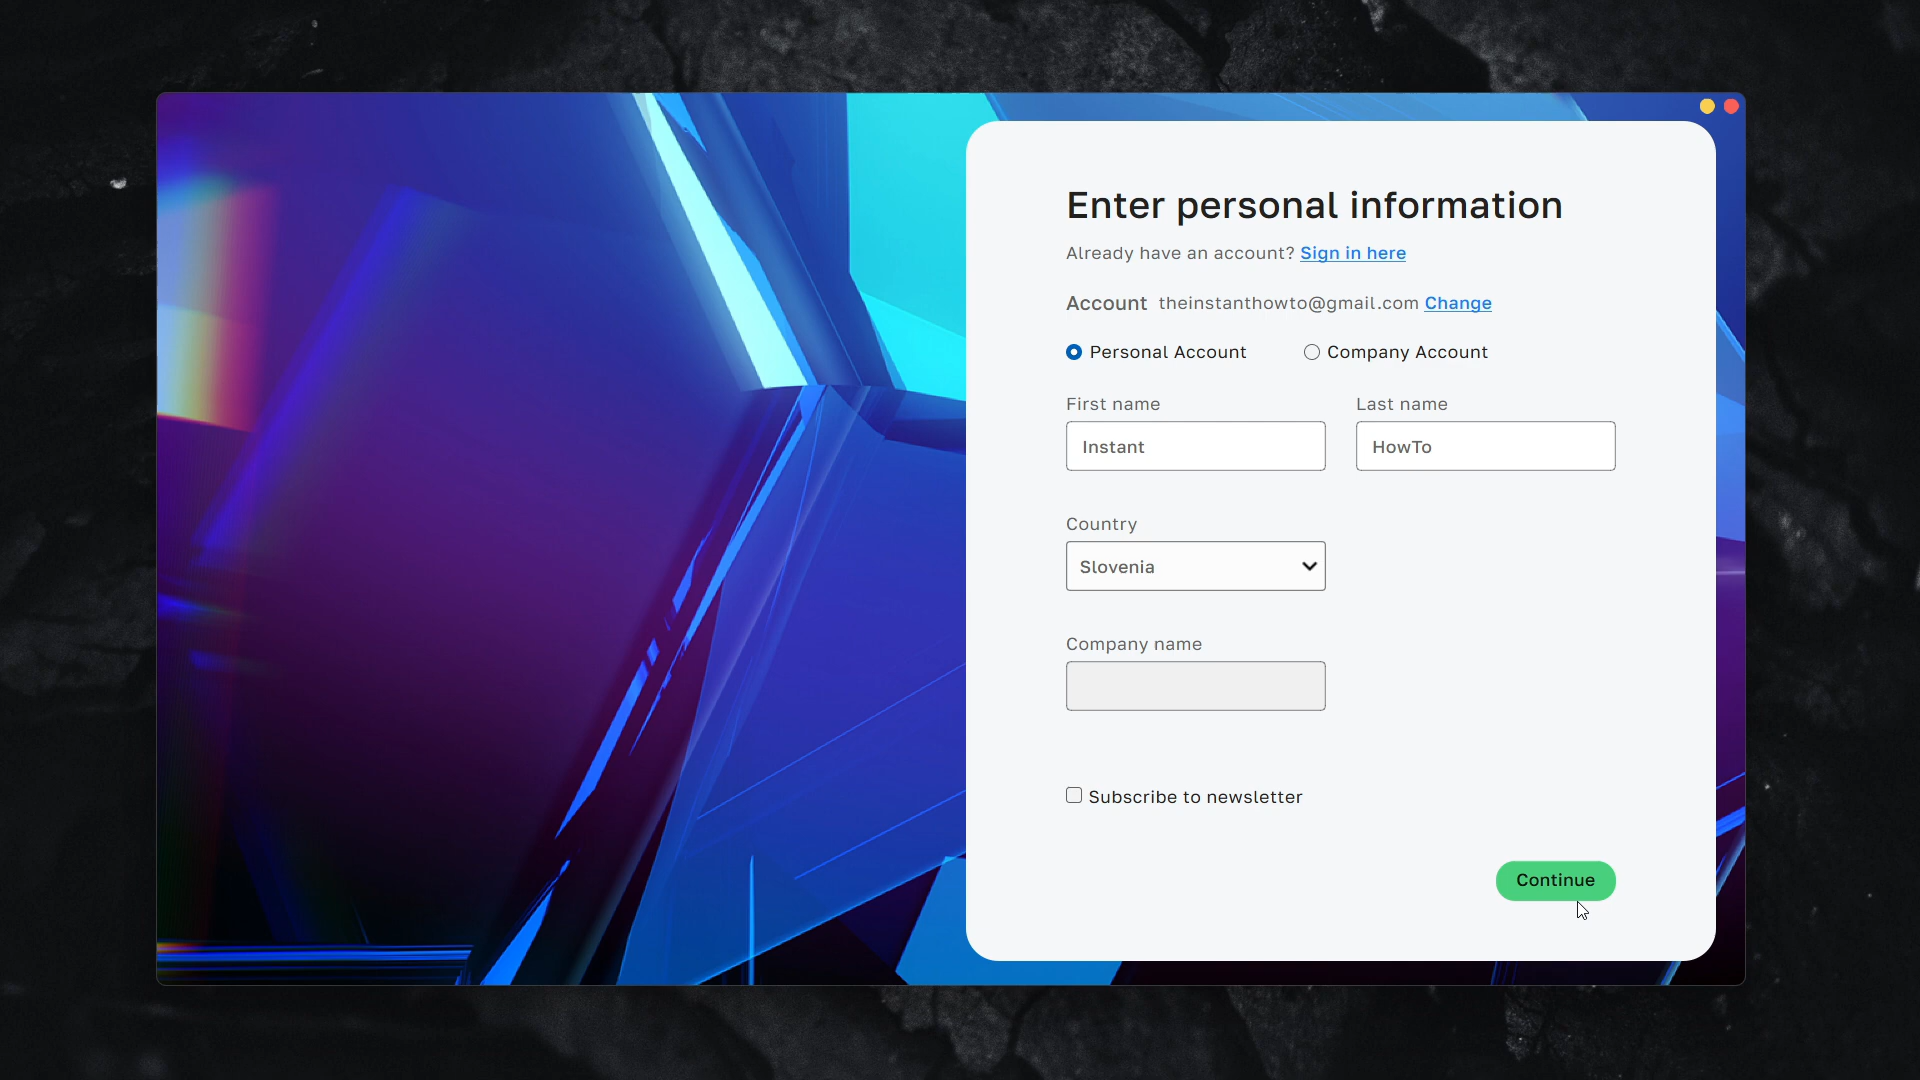 Enter personal information
Already have an account? Sign in here
Account theinstanthowto@gmail.com Change
Personal Account Company Account
First name Last name
Instant HowTo
Country
Slovenia
Company name
Subscribe to newsletter
Continue